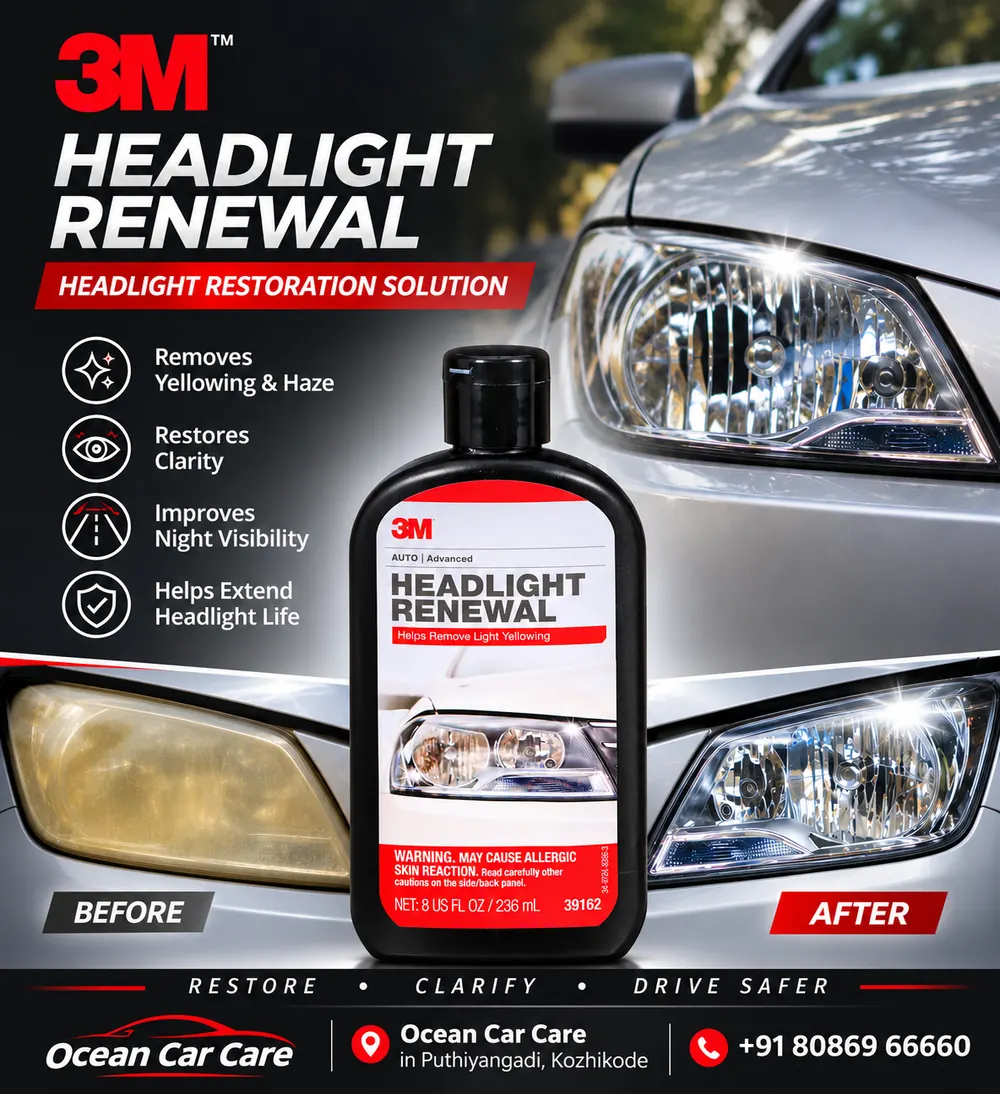 3M™
HEADLIGHT
RENEWAL
HEADLIGHT RESTORATION SOLUTION
Removes
Yellowing & Haze
Restores
Clarity
Improves
Night Visibility
Helps Extend
Headlight Life
3M
AUTO | Advanced
HEADLIGHT
RENEWAL
Helps Remove Light Yellowing
WARNING. MAY CAUSE ALLERGIC
SKIN REACTION. Read carefully other
cautions on the side/back panel.
NET: 8 US FL OZ / 236 mL 39162
BEFORE
AFTER
RESTORE • CLARIFY • DRIVE SAFER
Ocean Car Care
Ocean Car Care
in Puthiyangadi, Kozhikode
+91 80869 66660